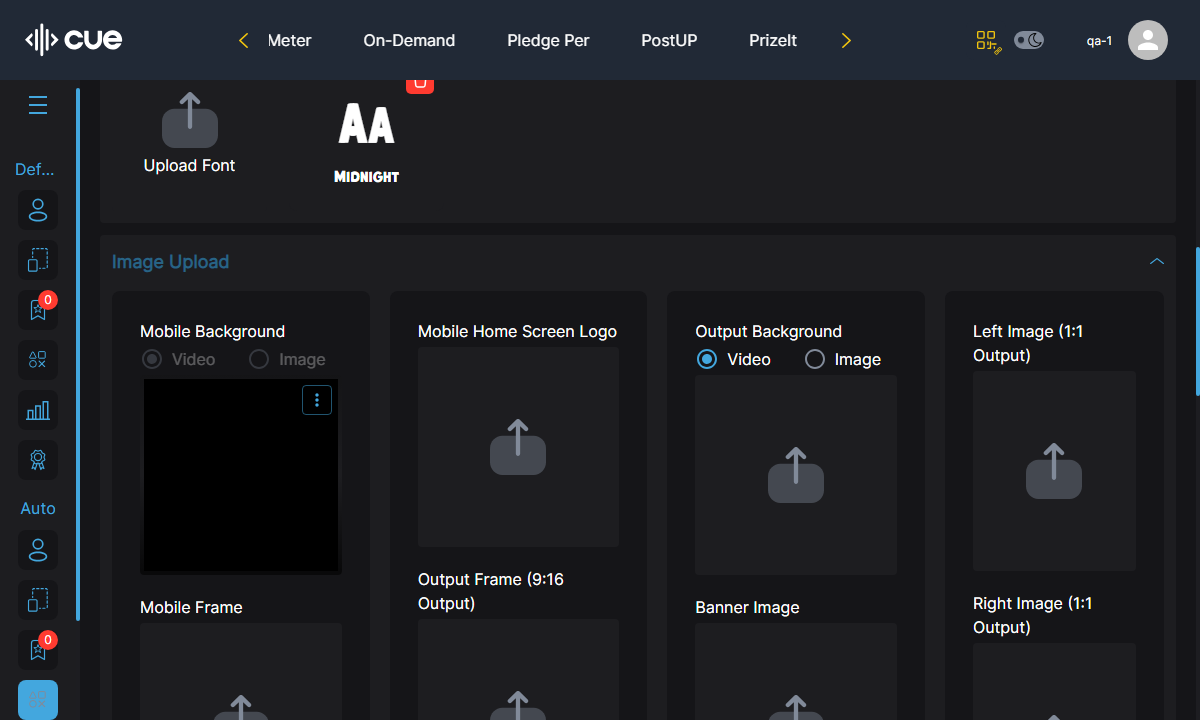 cue
Meter
On-Demand
Pledge Per
PostUP
PrizeIt
qa-1
Def...
0
Auto
0
Upload Font
AA
MIDNIGHT
Image Upload
Mobile Background
Video
Image
Mobile Frame
Mobile Home Screen Logo
Output Frame (9:16
Output)
Output Background
Video
Image
Banner Image
Left Image (1:1
Output)
Right Image (1:1
Output)